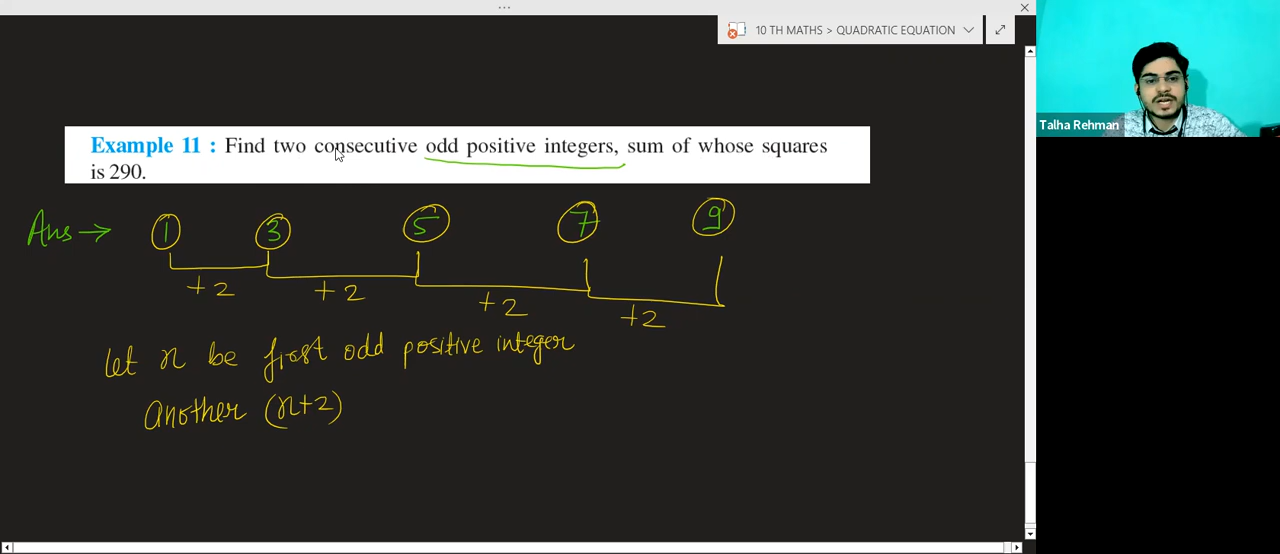 10 TH MATHS > QUADRATIC EQUATION
Talha Rehman
Example 11 : Find two consecutive odd positive integers, sum of whose squares
is 290.
Ans → 1 3 5 7 9
+2 +2 +2 +2
let x be first odd positive integer
another (x+2)